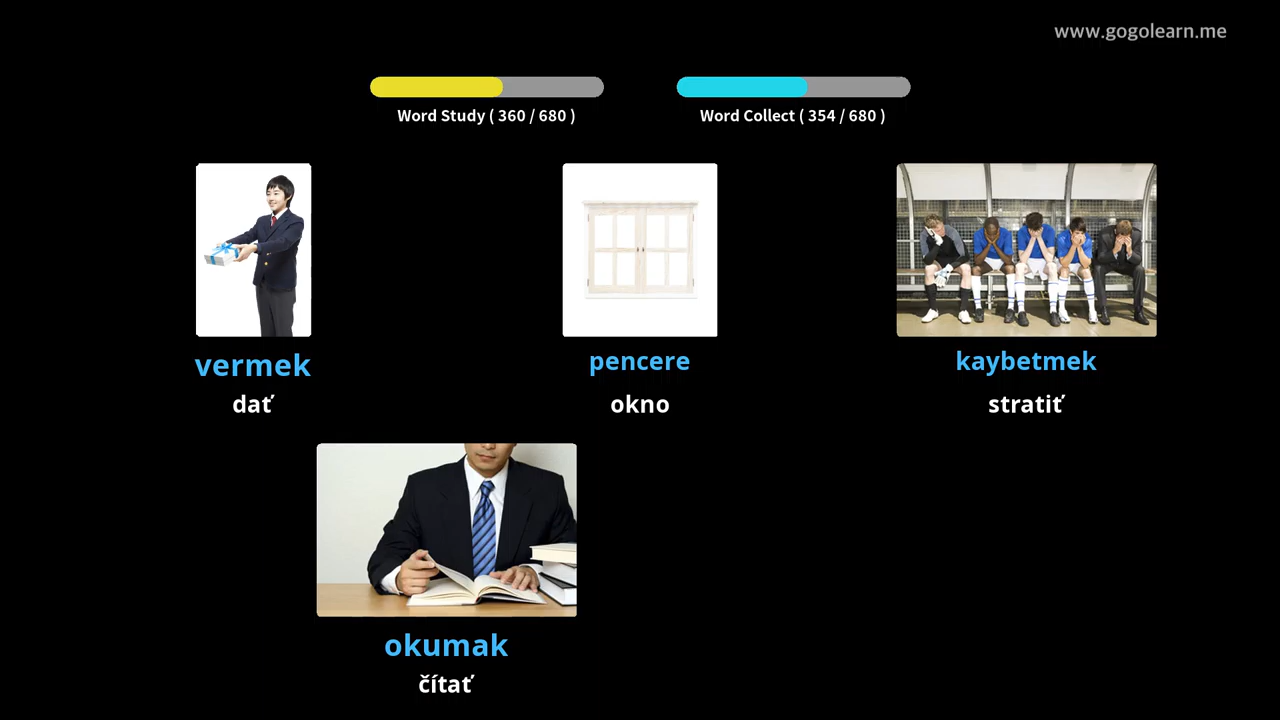 www.gogolearn.me
Word Study ( 360 / 680 )
Word Collect ( 354 / 680 )
vermek
dať
pencere
okno
kaybetmek
stratiť
okumak
čítať